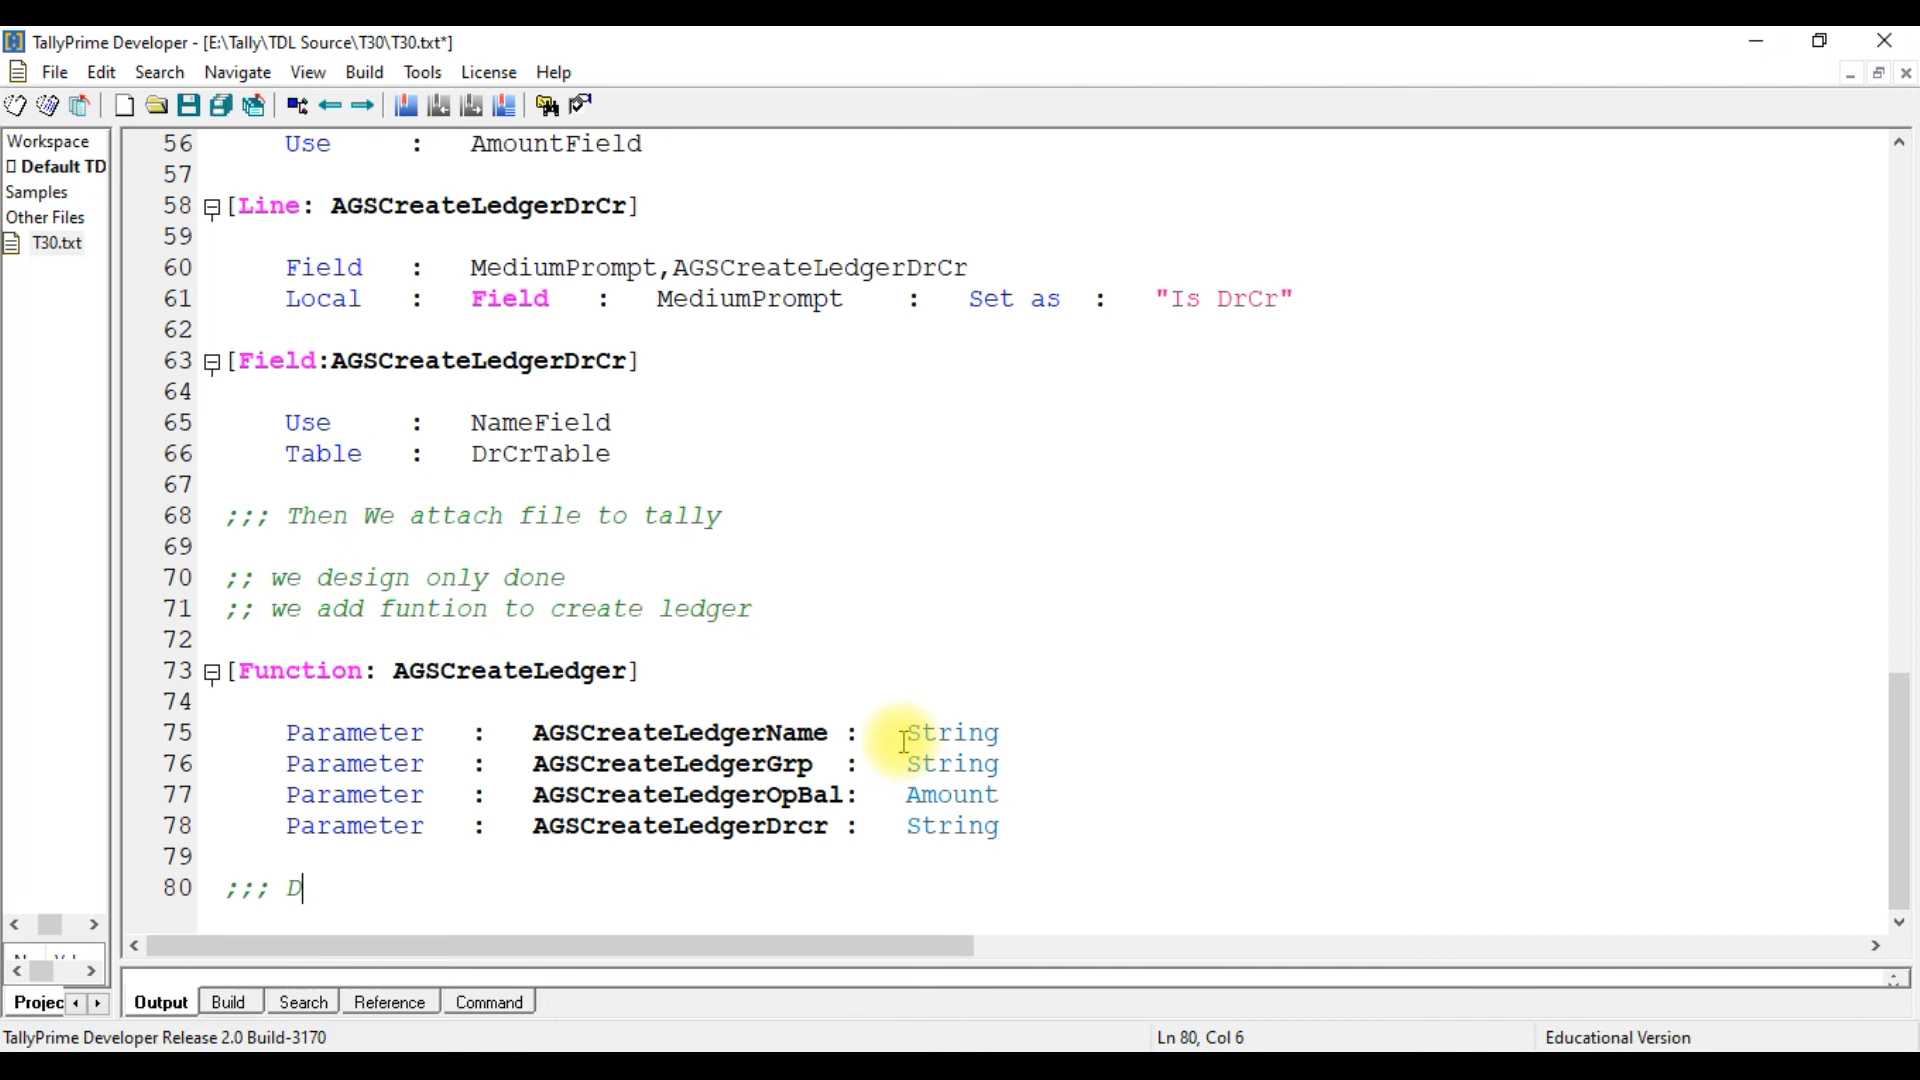 TallyPrime Developer - [E:\Tally\TDL Source\T30\T30.txt*]
File Edit Search Navigate View Build Tools License Help
Workspace
Default TD
Samples
Other Files
T30.txt
56 Use : AmountField
57
58 [Line: AGSCreateLedgerDrCr]
59
60 Field : MediumPrompt,AGSCreateLedgerDrCr
61 Local : Field : MediumPrompt : Set as : "Is DrCr"
62
63 [Field:AGSCreateLedgerDrCr]
64
65 Use : NameField
66 Table : DrCrTable
67
68 ;;; Then We attach file to tally
69
70 ;; we design only done
71 ;; we add funtion to create ledger
72
73 [Function: AGSCreateLedger]
74
75 Parameter : AGSCreateLedgerName : String
76 Parameter : AGSCreateLedgerGrp : String
77 Parameter : AGSCreateLedgerOpBal: Amount
78 Parameter : AGSCreateLedgerDrcr : String
79
80 ;;; D
Projec
Output Build Search Reference Command
TallyPrime Developer Release 2.0 Build-3170 Ln 80, Col 6 Educational Version